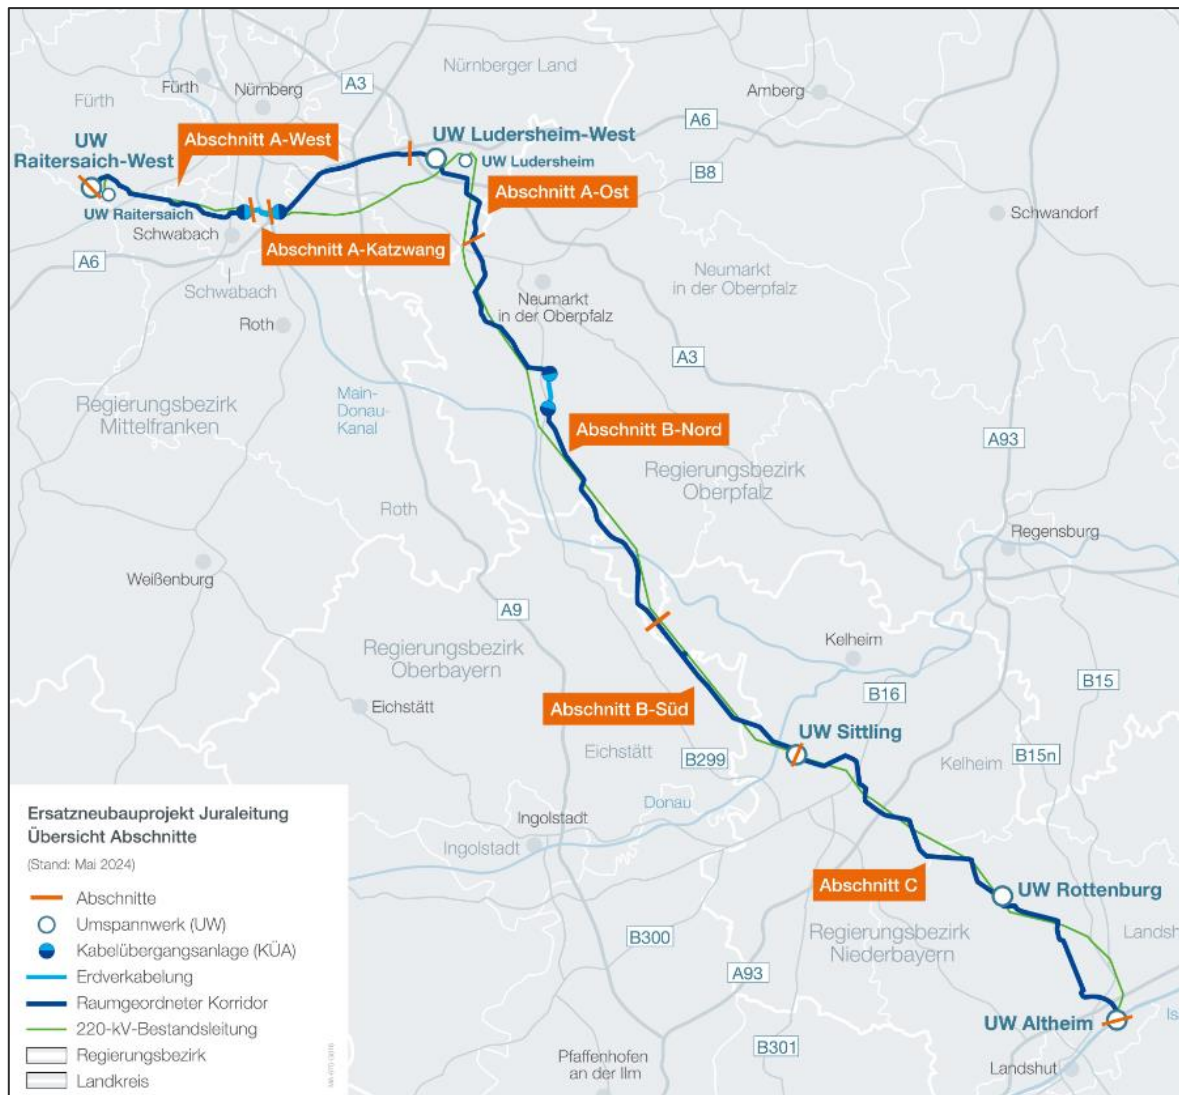 Nürnberger Land
Fürth
A3
Nürnberg
Amberg
Fürth
A6
Abschnitt A-West
UW Ludersheim-West
UW
Raitersaich-West
UW Ludersheim
B8
Abschnitt A-Ost
UW Raitersaich
Schwandorf
Schwabach
Abschnitt A-Katzwang
A6
Neumarkt
in der Oberpfalz
Schwabach
Neumarkt
in der Oberpfalz
Roth
A3
Main-
Donau-
Kanal
Regierungsbezirk
Mittelfranken
Abschnitt B-Nord
A93
Regierungsbezirk
Oberpfalz
Roth
Regensburg
Weißenburg
A9
Kelheim
Regierungsbezirk
Oberbayern
B15
B16
Eichstätt
Abschnitt B-Süd
UW Sittling
Eichstätt
B299
B15n
Kelheim
Donau
Ingolstadt
Ingolstadt
Abschnitt C
UW Rottenburg
Regierungsbezirk
Niederbayern
Landshut
B300
A93
UW Altheim
Is
B301
Pfaffenhofen
an der Ilm
Landshut
Ersatzneubauprojekt Juraleitung
Übersicht Abschnitte
(Stand: Mai 2024)
Abschnitte
Umspannwerk (UW)
Kabelübergangsanlage (KÜA)
Erdverkabelung
Raumgeordneter Korridor
220-kV-Bestandsleitung
Regierungsbezirk
Landkreis